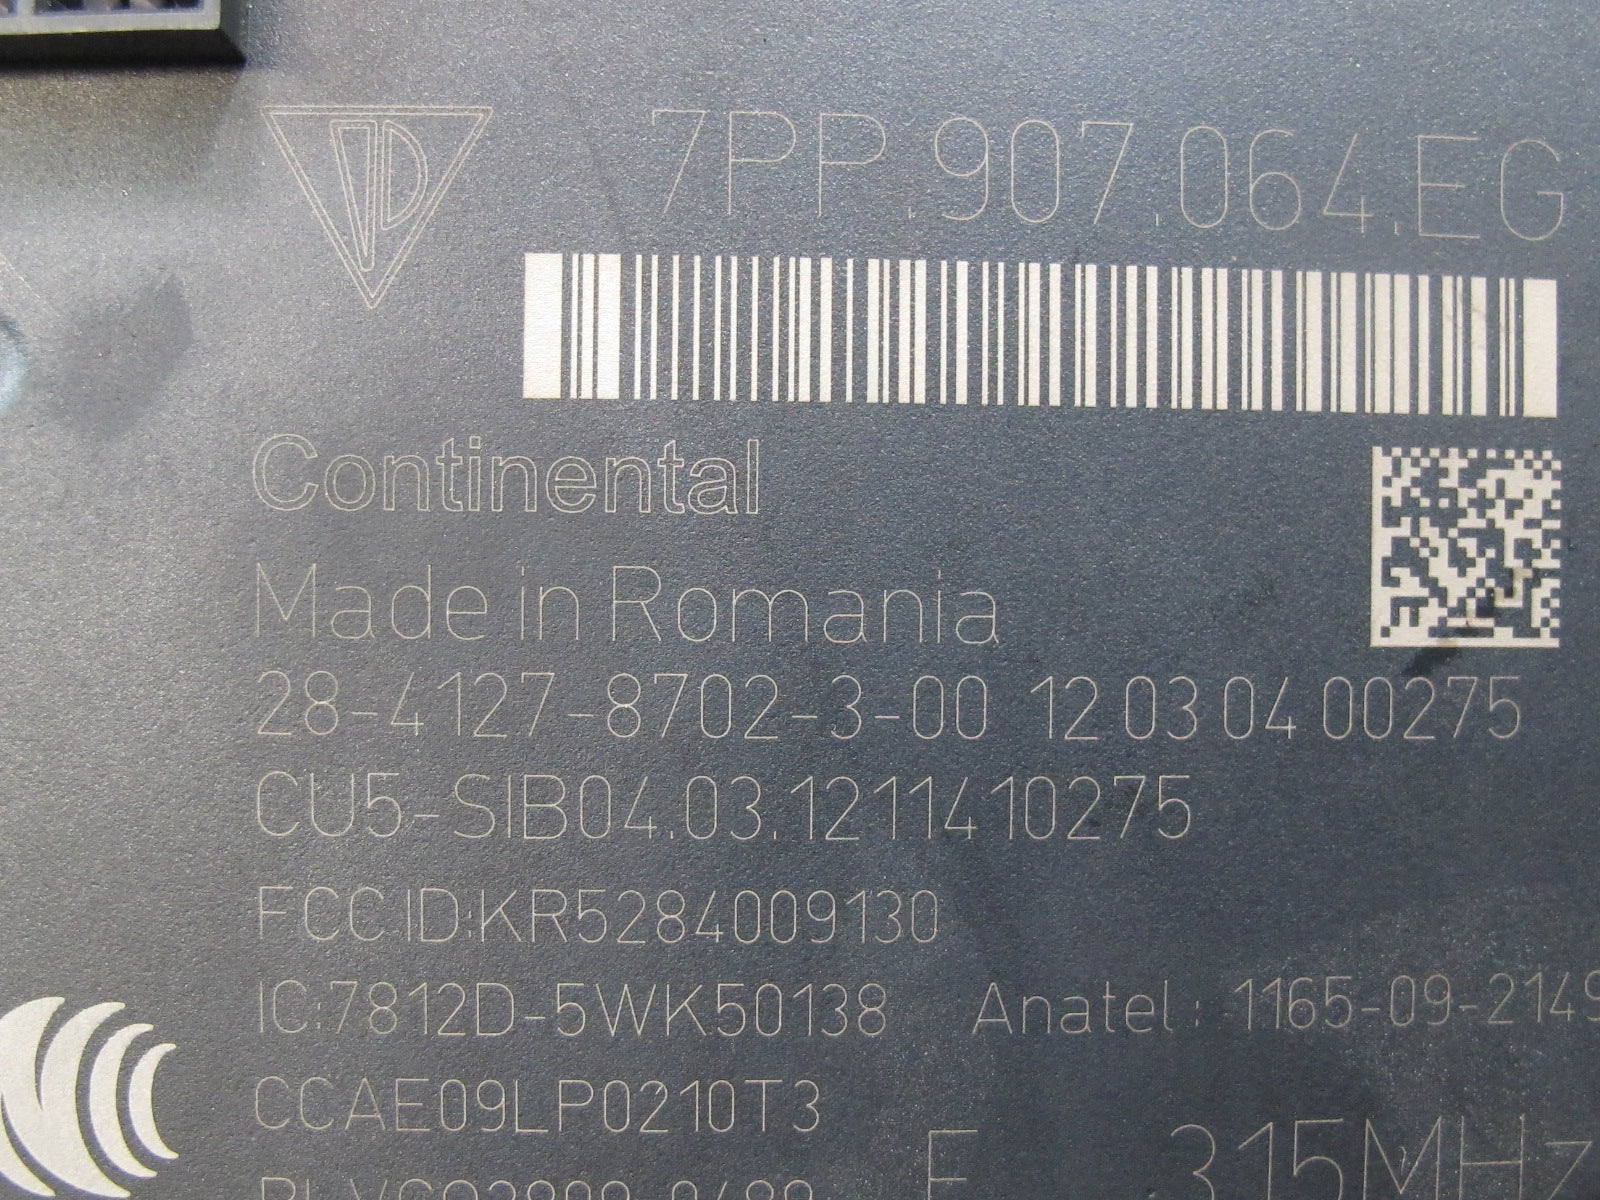 7PP.907.064.EG
Continental
Made in Romania
28-4127-8702-3-00 12 03 04 00275
CU5-SIB04.03.1211410275
FCC ID:KR5284009130
IC:7812D-5WK50138 Anatel: 1165-09-2149
CCAE09LP0210T3
F 315MHz